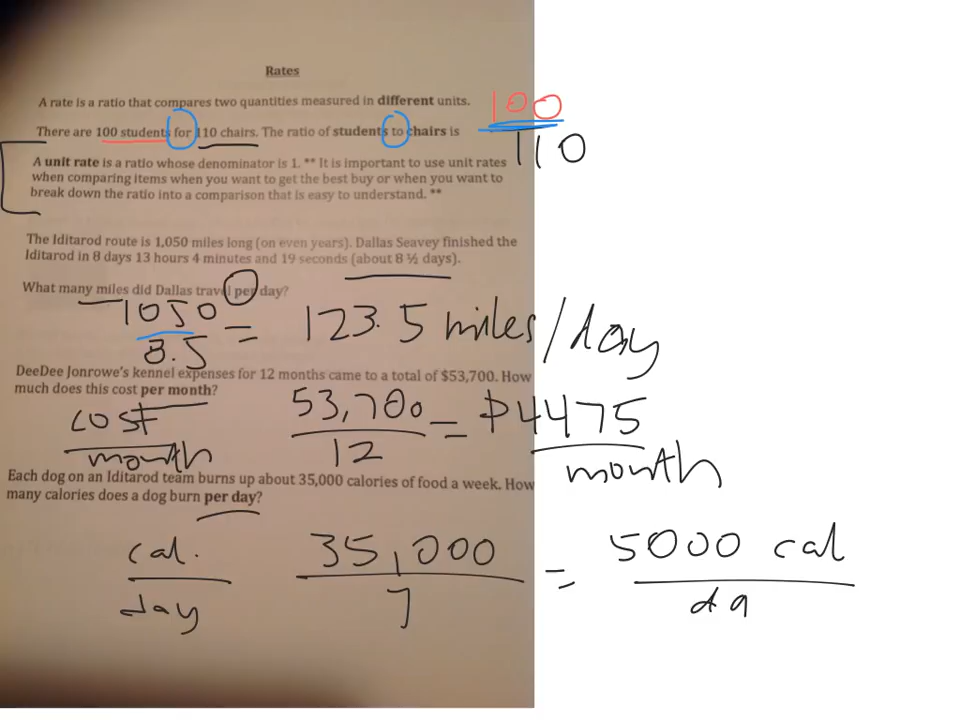 Rates
A rate is a ratio that compares two quantities measured in different units.
100
There are 100 students for 110 chairs. The ratio of students to chairs is
110
A unit rate is a ratio whose denominator is 1. ** It is important to use unit rates
when comparing items when you want to get the best buy or when you want to
break down the ratio into a comparison that is easy to understand. **
The Iditarod route is 1,050 miles long (on even years). Dallas Seavey finished the
Iditarod in 8 days 13 hours 4 minutes and 19 seconds (about 8 ½ days).
What many miles did Dallas travel per day?
1050
= 123.5 miles/day
8.5
DeeDee Jonrowe's kennel expenses for 12 months came to a total of $53,700. How
much does this cost per month?
cost 53,700 = $4475
month 12 month
Each dog on an Iditarod team burns up about 35,000 calories of food a week. How
many calories does a dog burn per day?
cal. 35,000 = 5000 cal
day 7 da